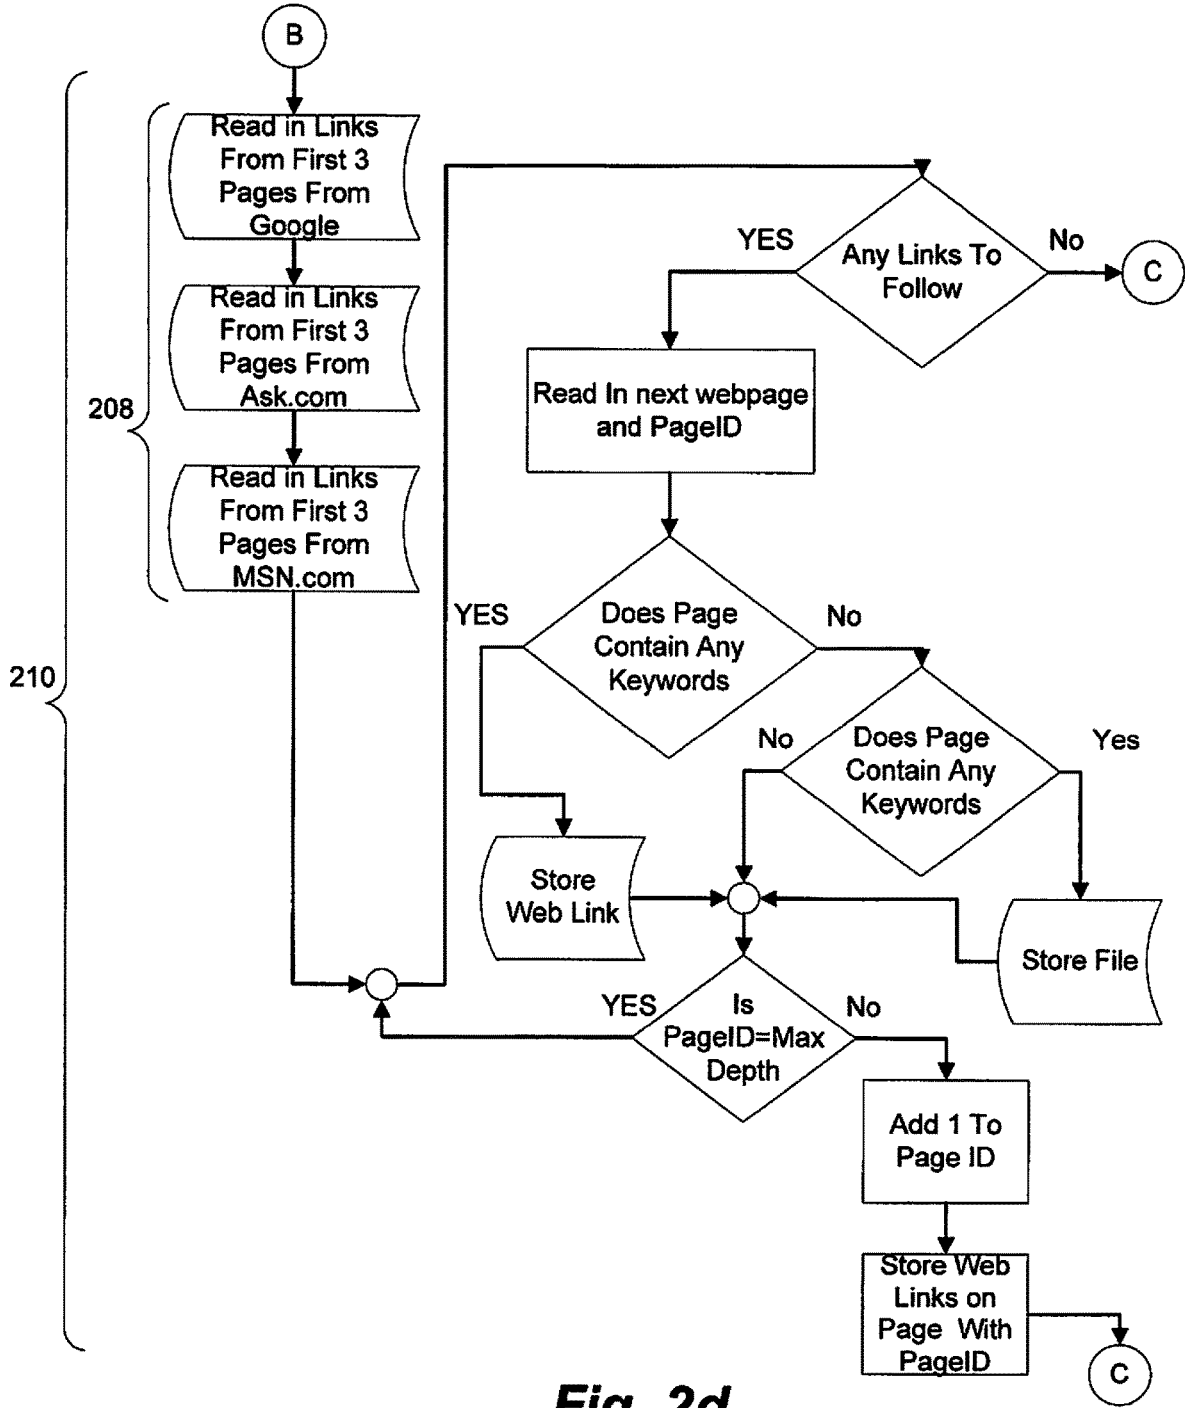 B
Read in Links
From First 3
Pages From
Google
Read in Links
From First 3
Pages From
Ask.com
208
Read in Links
From First 3
Pages From
MSN.com
210
Any Links To
Follow
YES
No
C
Read In next webpage
and PageID
Does Page
Contain Any
Keywords
YES
No
Does Page
Contain Any
Keywords
No
Yes
Store
Web Link
Store File
Is
PageID=Max
Depth
YES
No
Add 1 To
Page ID
Store Web
Links on
Page With
PageID
C
Fig. 2d